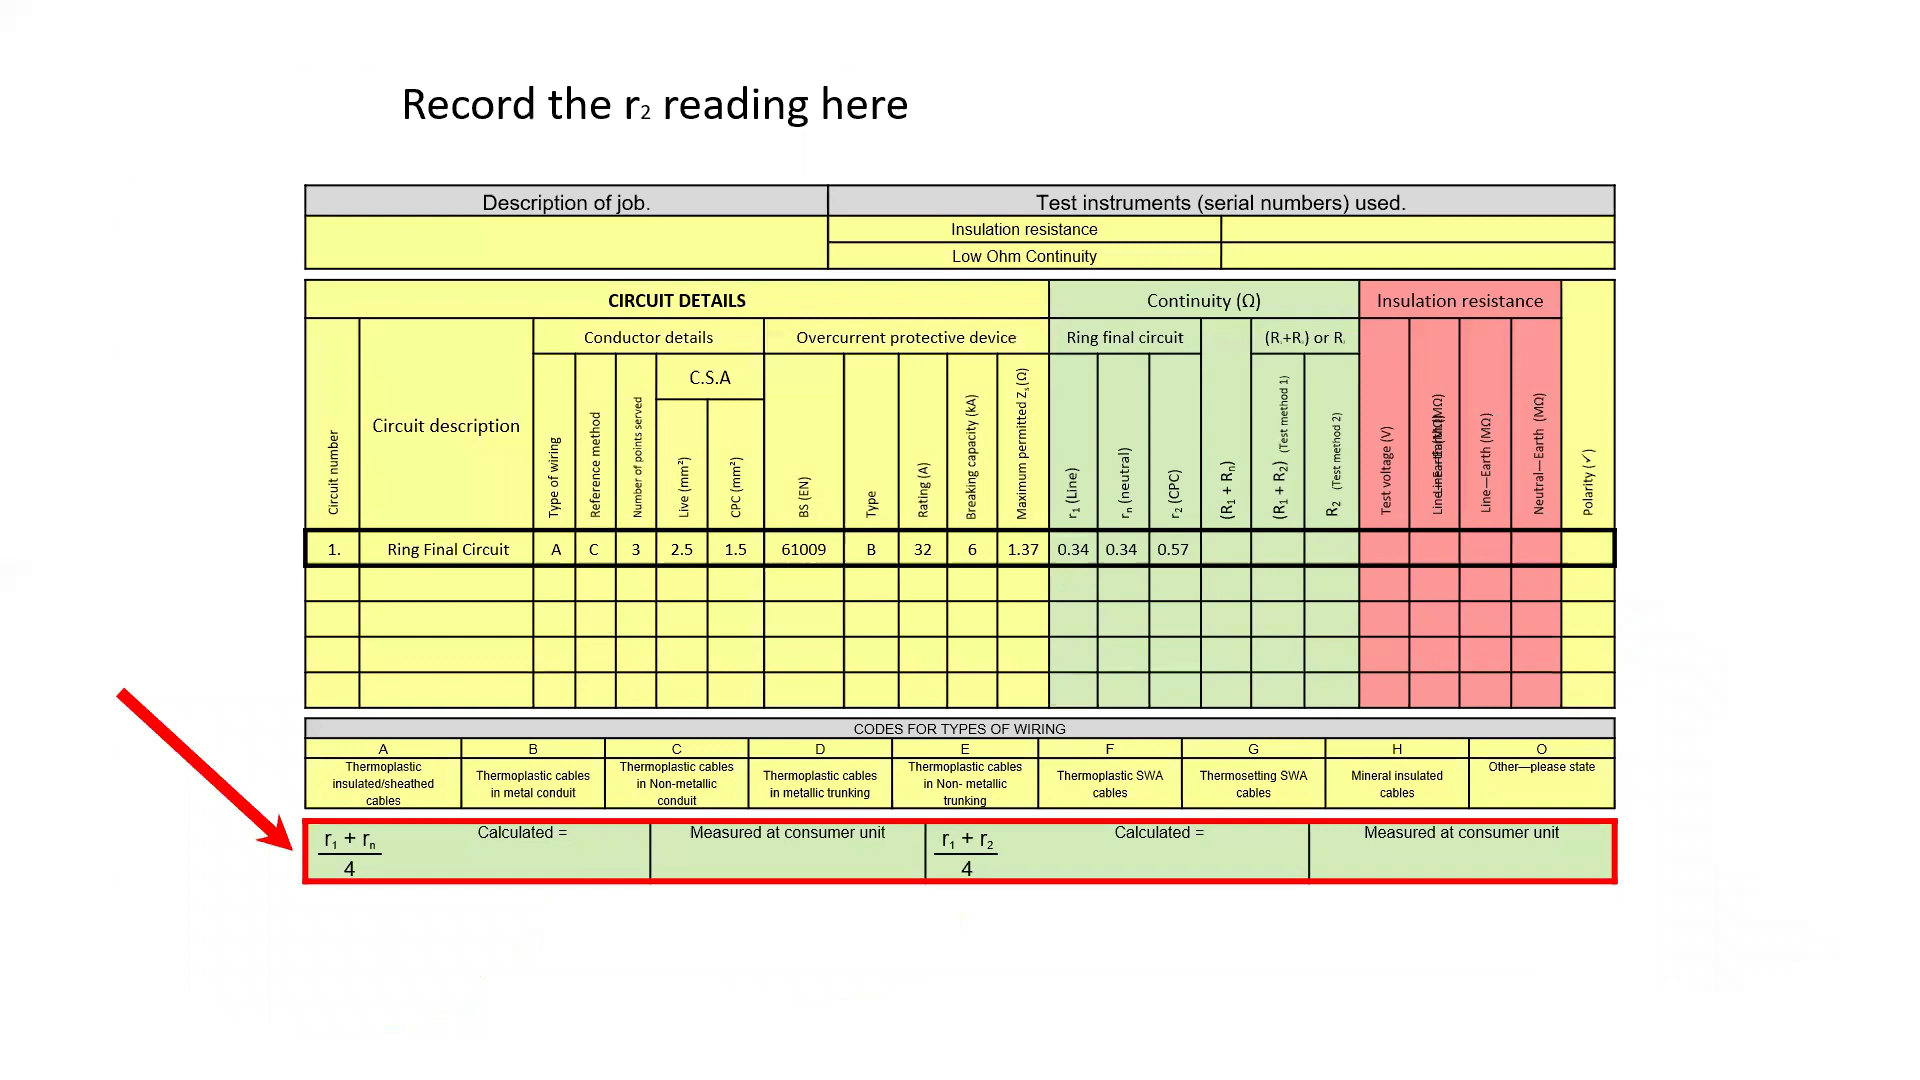 Record the r₂ reading here
Description of job.
Test instruments (serial numbers) used.
Insulation resistance
Low Ohm Continuity
CIRCUIT DETAILS
Continuity (Ω)
Insulation resistance
Conductor details
Overcurrent protective device
Ring final circuit
C.S.A
Circuit number
Circuit description
Type of wiring
Reference method
Number of points served
Live (mm²)
CPC (mm²)
BS (EN)
Type
Rating (A)
Breaking capacity (kA)
Maximum permitted Zₛ(Ω)
r₁ (Line)
rₙ (neutral)
r₂ (CPC)
(R₁ + Rₙ)
(R₁ + R₂) (Test method 1)
R₂ (Test method 2)
Test voltage (V)
Line—Earth (MΩ)
Neutral—Earth (MΩ)
Polarity (✓)
1. Ring Final Circuit A C 3 2.5 1.5 61009 B 32 6 1.37 0.34 0.34 0.57
CODES FOR TYPES OF WIRING
A B C D E F G H O
Thermoplastic
insulated/sheathed
cables
Thermoplastic cables
in metal conduit
Thermoplastic cables
in Non-metallic
conduit
Thermoplastic cables
in metallic trunking
Thermoplastic cables
in Non- metallic
trunking
Thermoplastic SWA
cables
Thermosetting SWA
cables
Mineral insulated
cables
Other—please state
r₁ + rₙ
4
Calculated =
Measured at consumer unit
r₁ + r₂
4
Calculated =
Measured at consumer unit